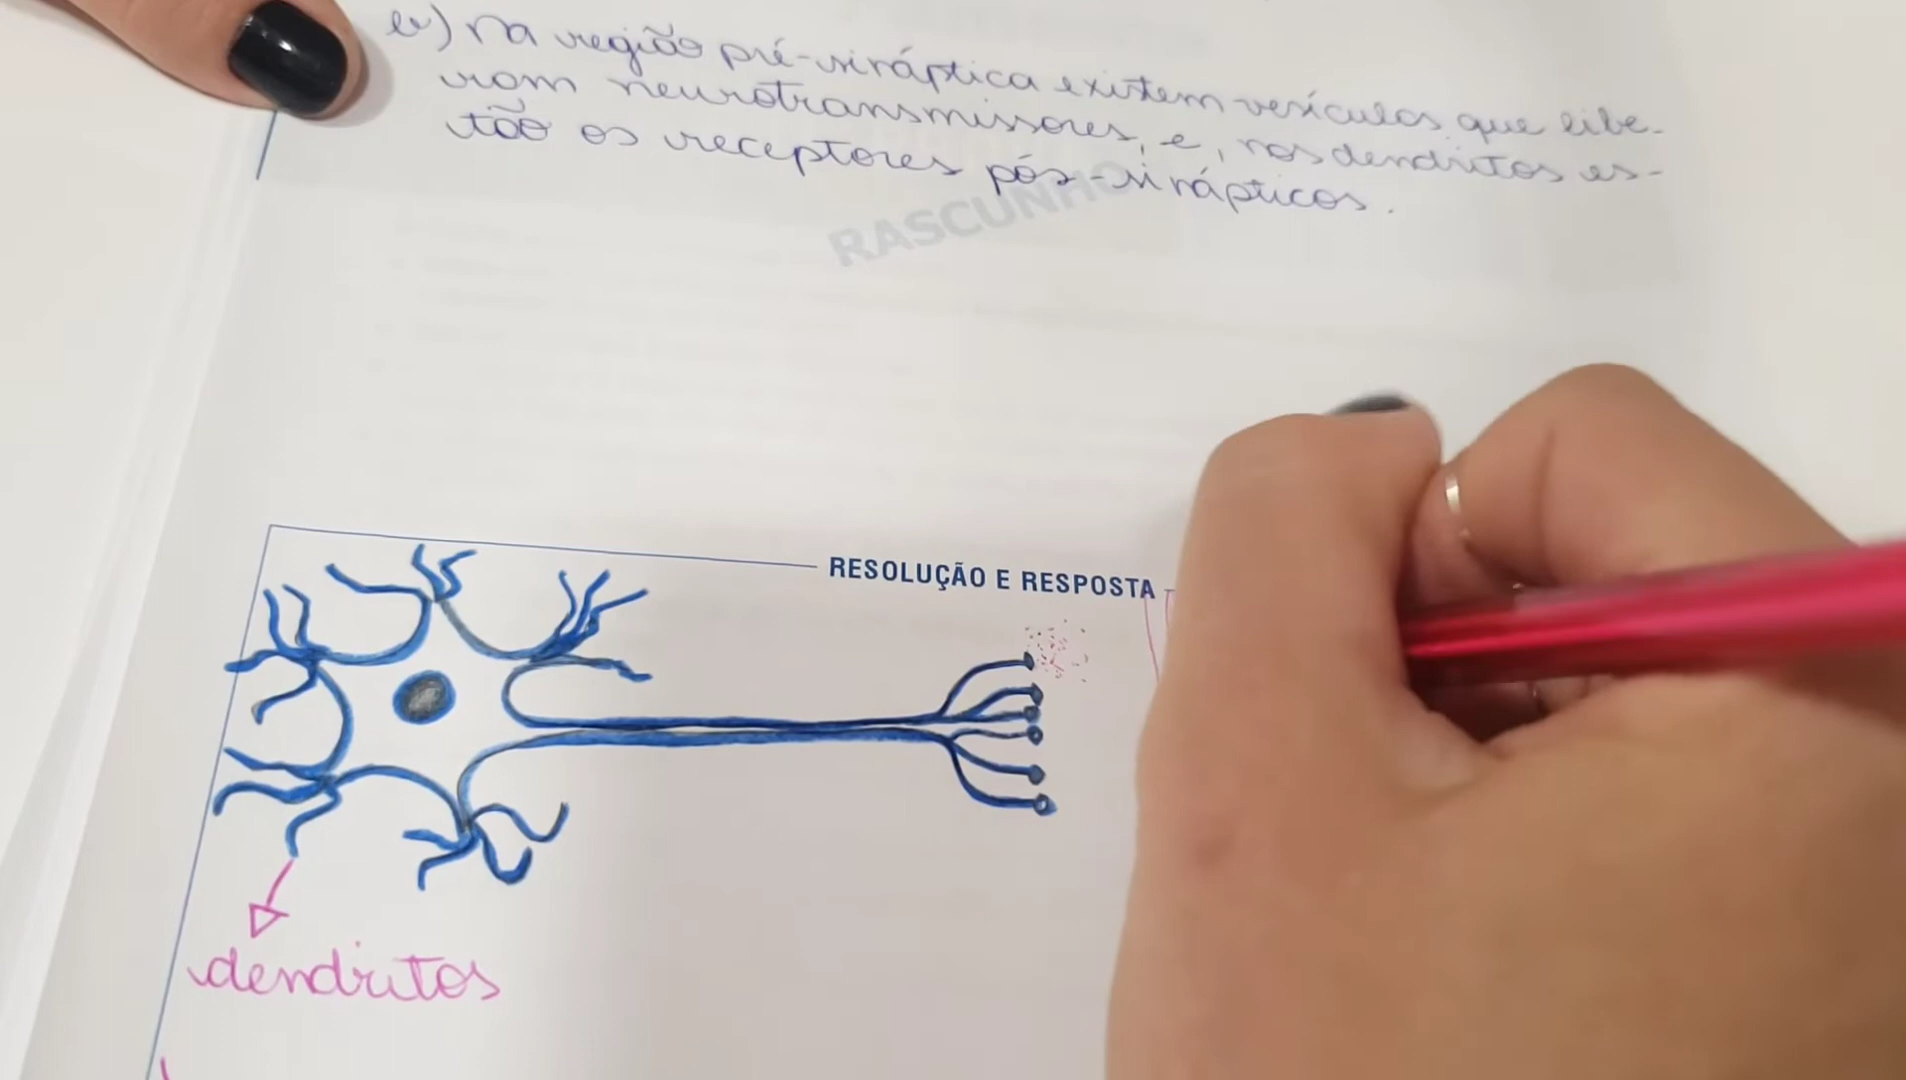 b) Na região pré-sináptica existem vesículas que libe-
ram neurotransmissores, e, nos dendritos es-
tão os receptores pós-sinápticos.
RASCUNHO
RESOLUÇÃO E RESPOSTA
dendritos